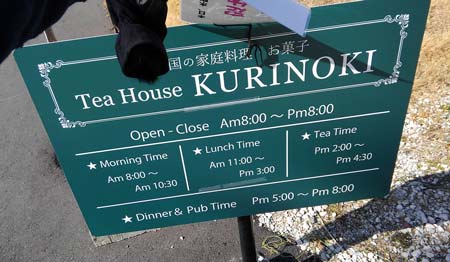 国の家庭料理 お菓子
Tea House KURINOKI
Open - Close Am8:00～Pm8:00
★ Morning Time
Am 8:00～
Am 10:30
★ Lunch Time
Am 11:00～
Pm 3:00
★ Tea Time
Pm 2:00～
Pm 4:30
★ Dinner & Pub Time Pm 5:00～Pm 8:00